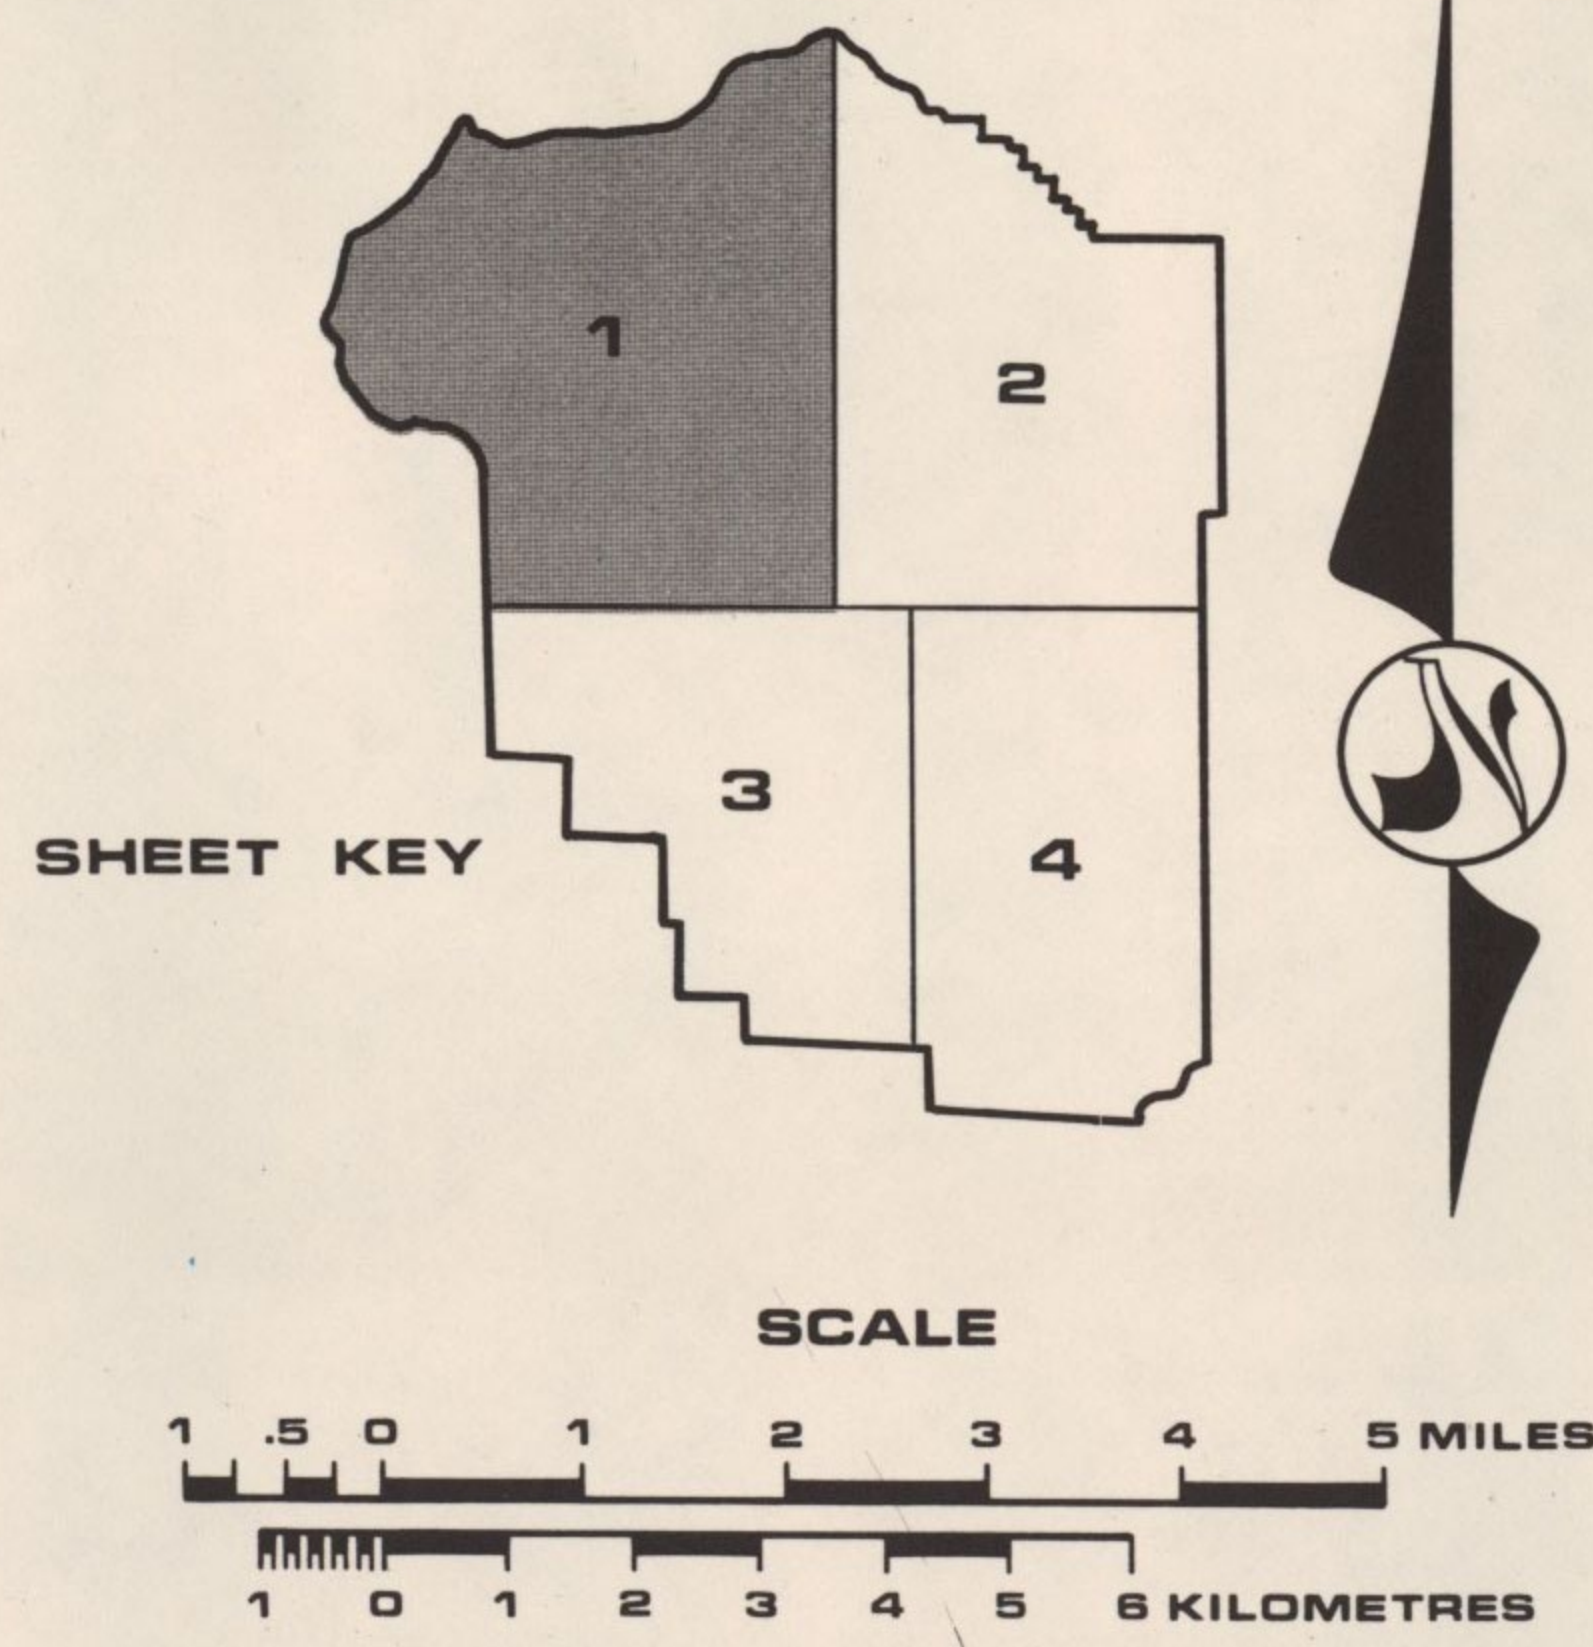 1
2
3
SHEET KEY
4
SCALE
1 .5 0 1 2 3 4 5 MILES
1 0 1 2 3 4 5 6 KILOMETRES